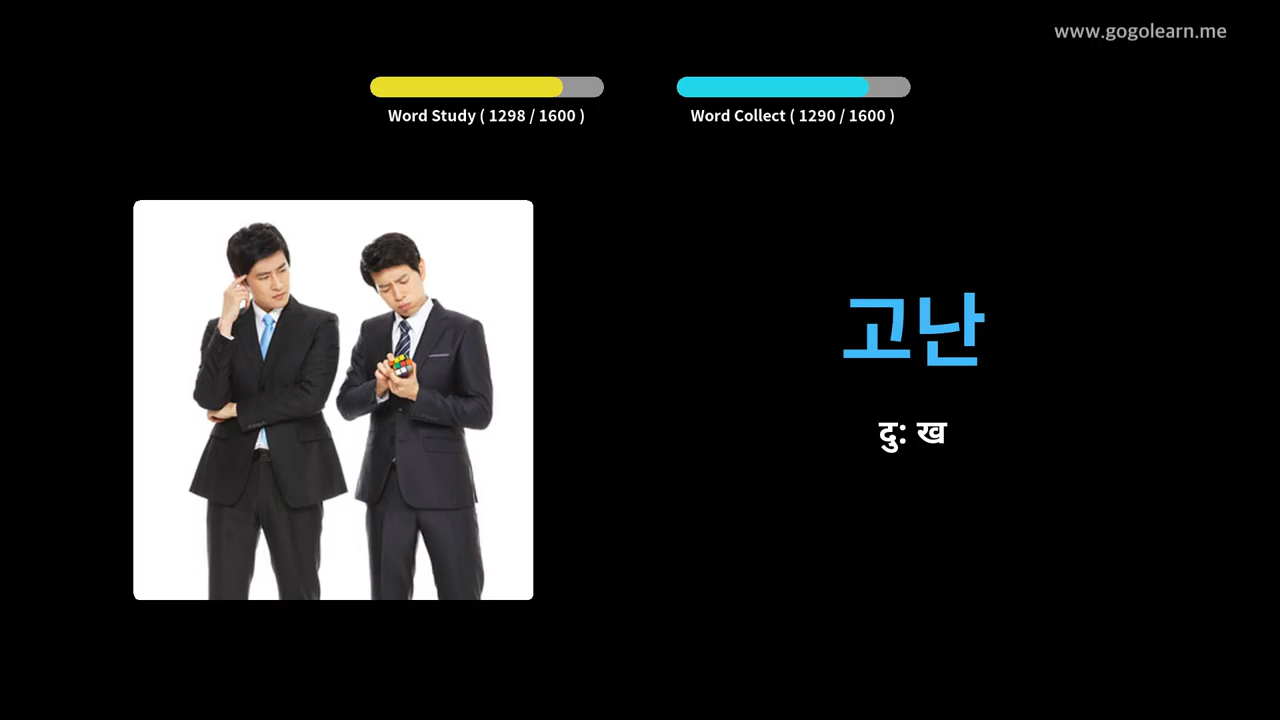 www.gogolearn.me
Word Study ( 1298 / 1600 )
Word Collect ( 1290 / 1600 )
고난
दु: ख